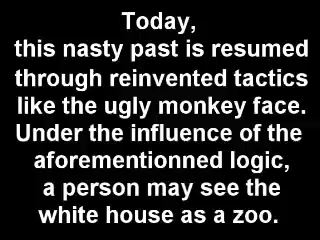 Today,
this nasty past is resumed
through reinvented tactics
like the ugly monkey face.
Under the influence of the
aforementionned logic,
a person may see the
white house as a zoo.